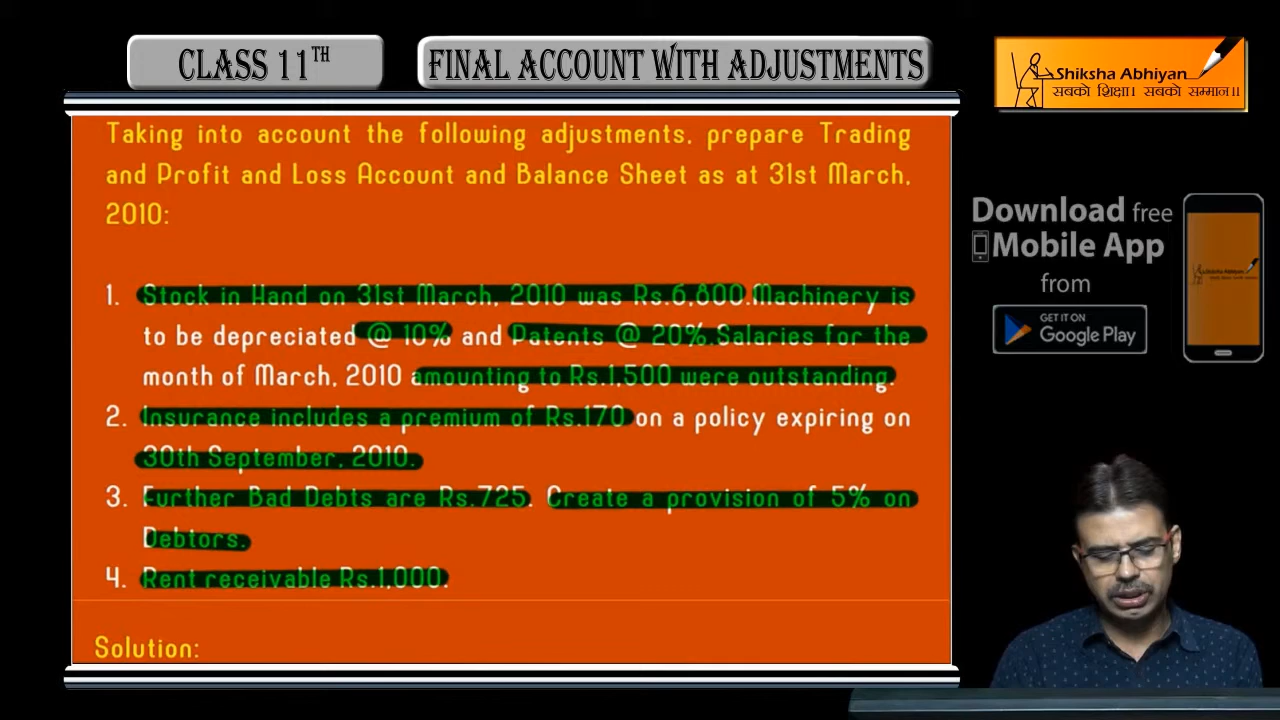 CLASS 11TH
FINAL ACCOUNT WITH ADJUSTMENTS
Shiksha Abhiyan
सबको शिक्षा। सबको सम्मान।।
Taking into account the following adjustments, prepare Trading
and Profit and Loss Account and Balance Sheet as at 31st March,
2010:
1. Stock in Hand on 31st March, 2010 was Rs.6,800.Machinery is
to be depreciated @ 10% and Patents @ 20%.Salaries for the
month of March, 2010 amounting to Rs.1,500 were outstanding.
2. Insurance includes a premium of Rs.170 on a policy expiring on
30th September, 2010.
3. Further Bad Debts are Rs.725. Create a provision of 5% on
Debtors.
4. Rent receivable Rs.1,000.
Solution:
Download free
Mobile App
from
GET IT ON
Google Play